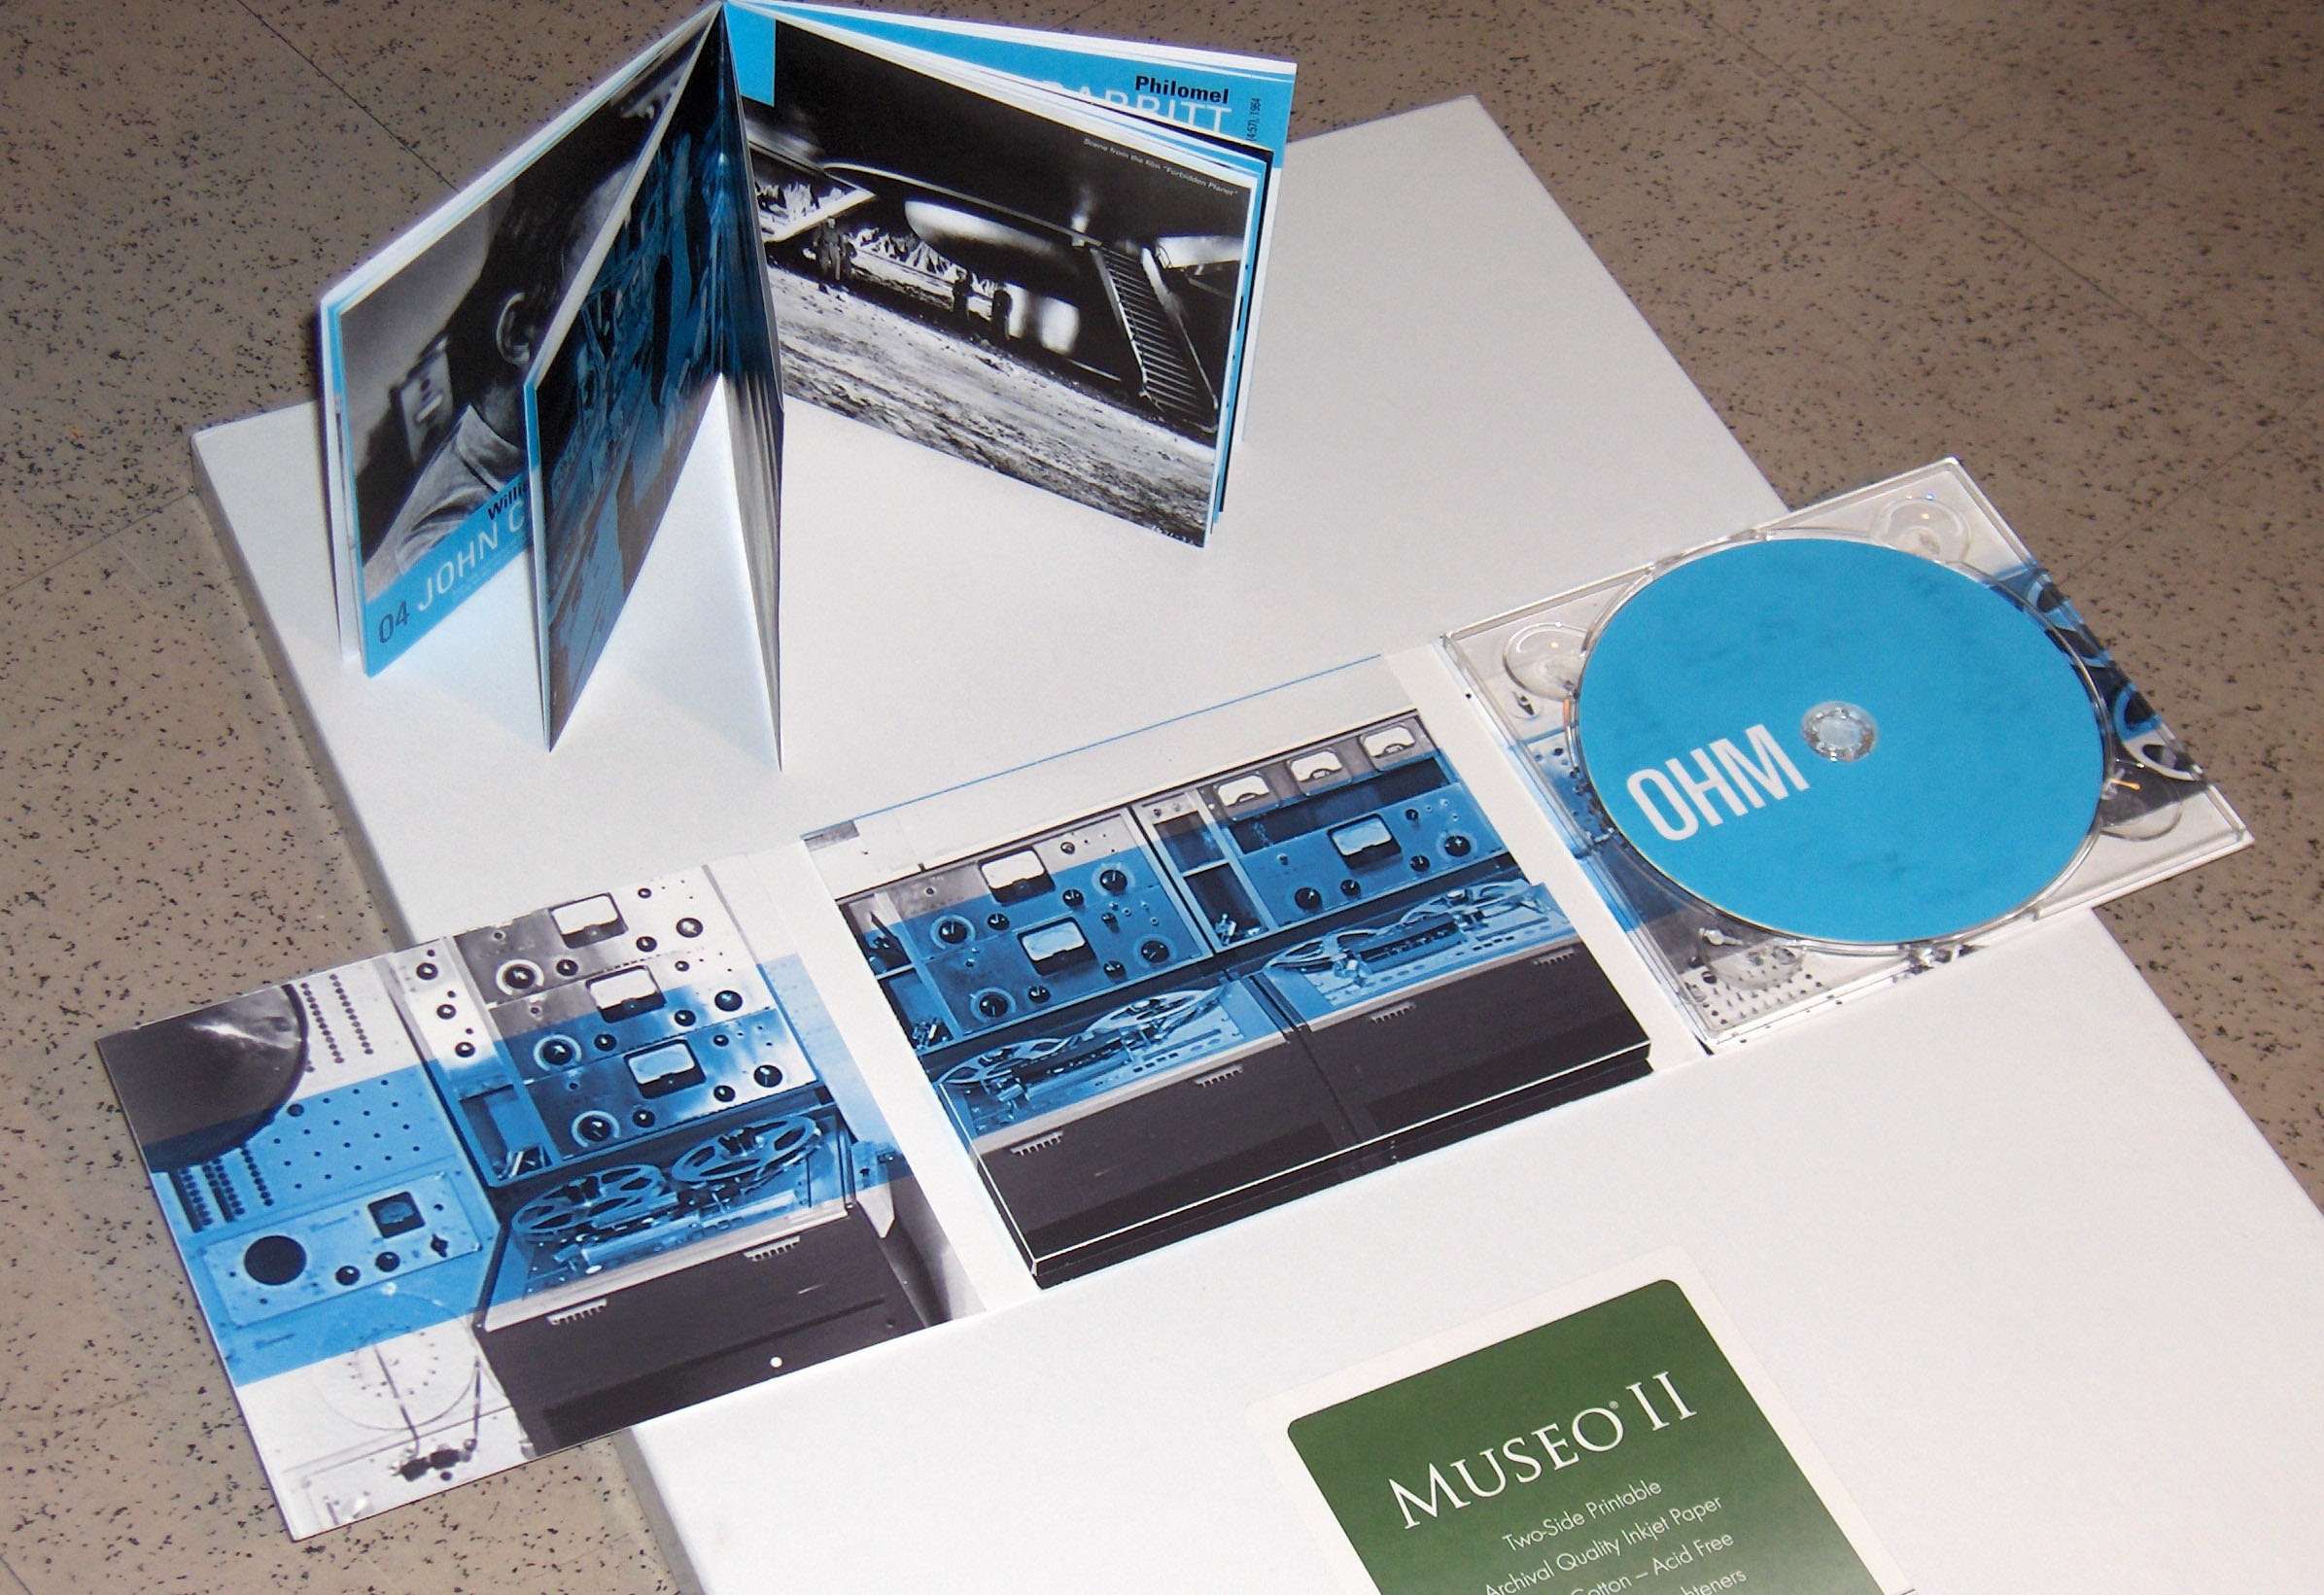 Philomel
BABBITT
(4:57), 1964
Scene from the film "Forbidden Planet"
04 JOHN C
OHM
MUSEO® II
Two-Side Printable
Archival Quality Inkjet Paper
Cotton – Acid Free